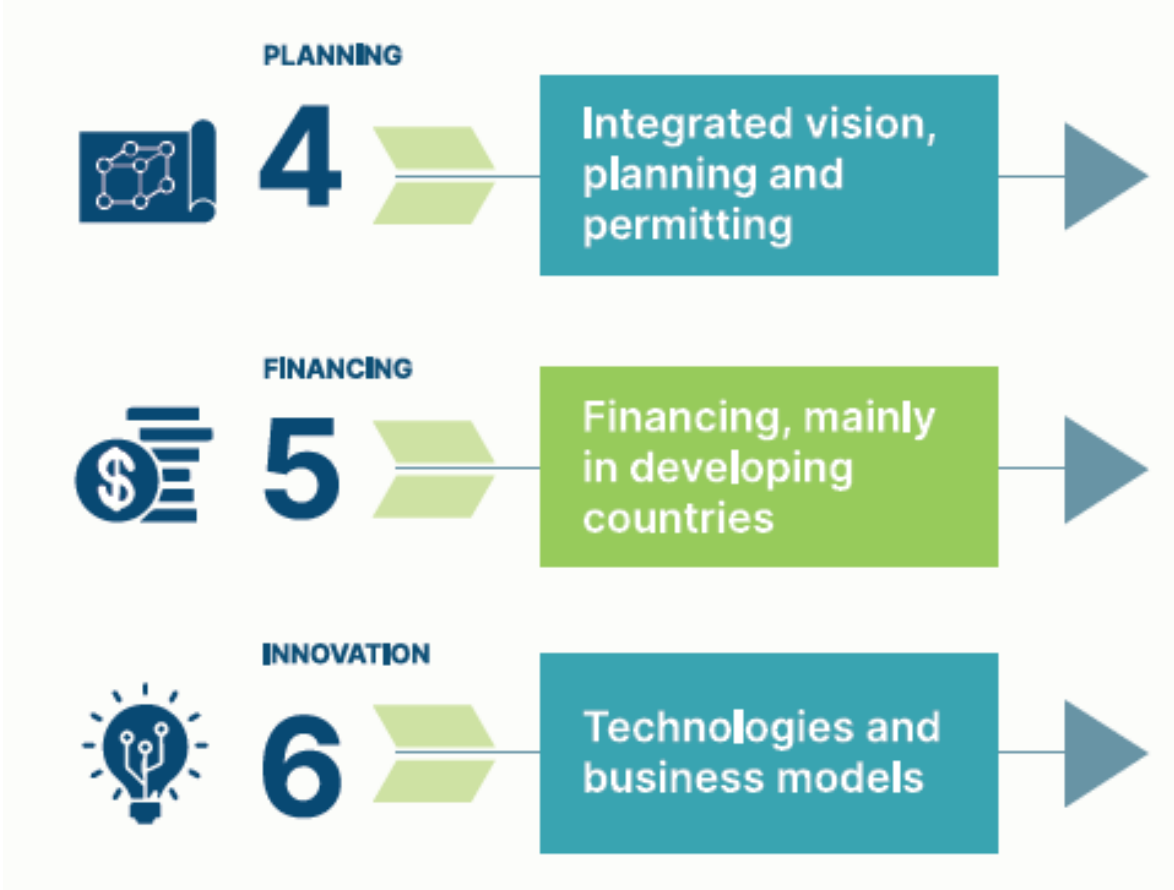 PLANNING
4
Integrated vision,
planning and
permitting
FINANCING
5
$
Financing, mainly
in developing
countries
INNOVATION
6
Technologies and
business models